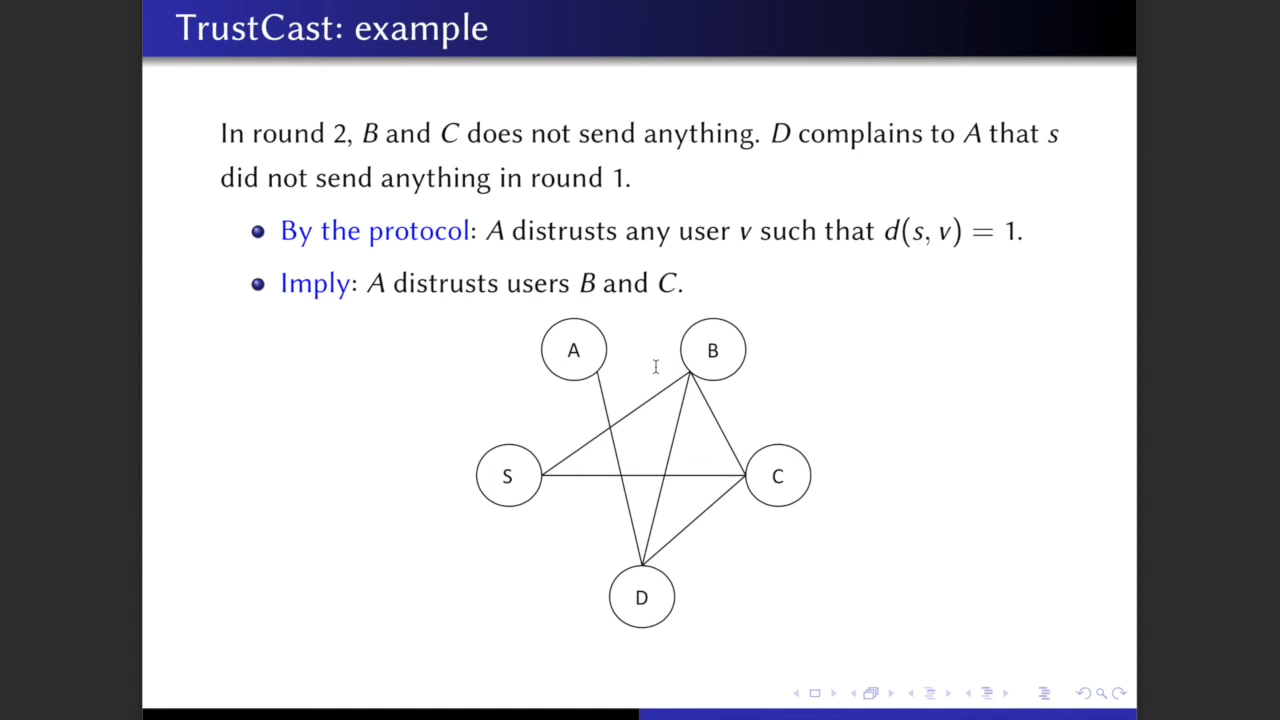 TrustCast: example
In round 2, B and C does not send anything. D complains to A that s
did not send anything in round 1.
By the protocol: A distrusts any user v such that d(s, v) = 1.
Imply: A distrusts users B and C.
A
B
S
C
D